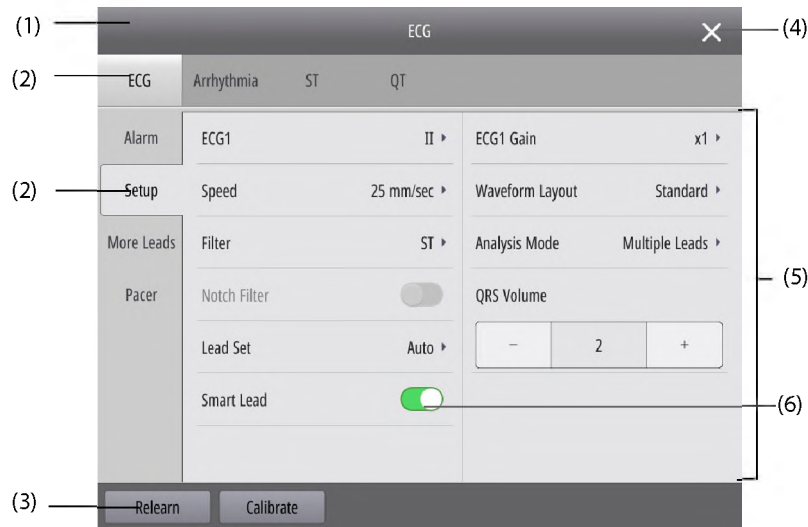 (1) ECG (4)
(2) ECG Arrhythmia ST QT
Alarm ECG1 II ECG1 Gain x1
(2) Setup Speed 25 mm/sec Waveform Layout Standard
More Leads Filter ST Analysis Mode Multiple Leads
(5)
Pacer Notch Filter QRS Volume
Lead Set Auto − 2 +
Smart Lead (6)
(3) Relearn Calibrate